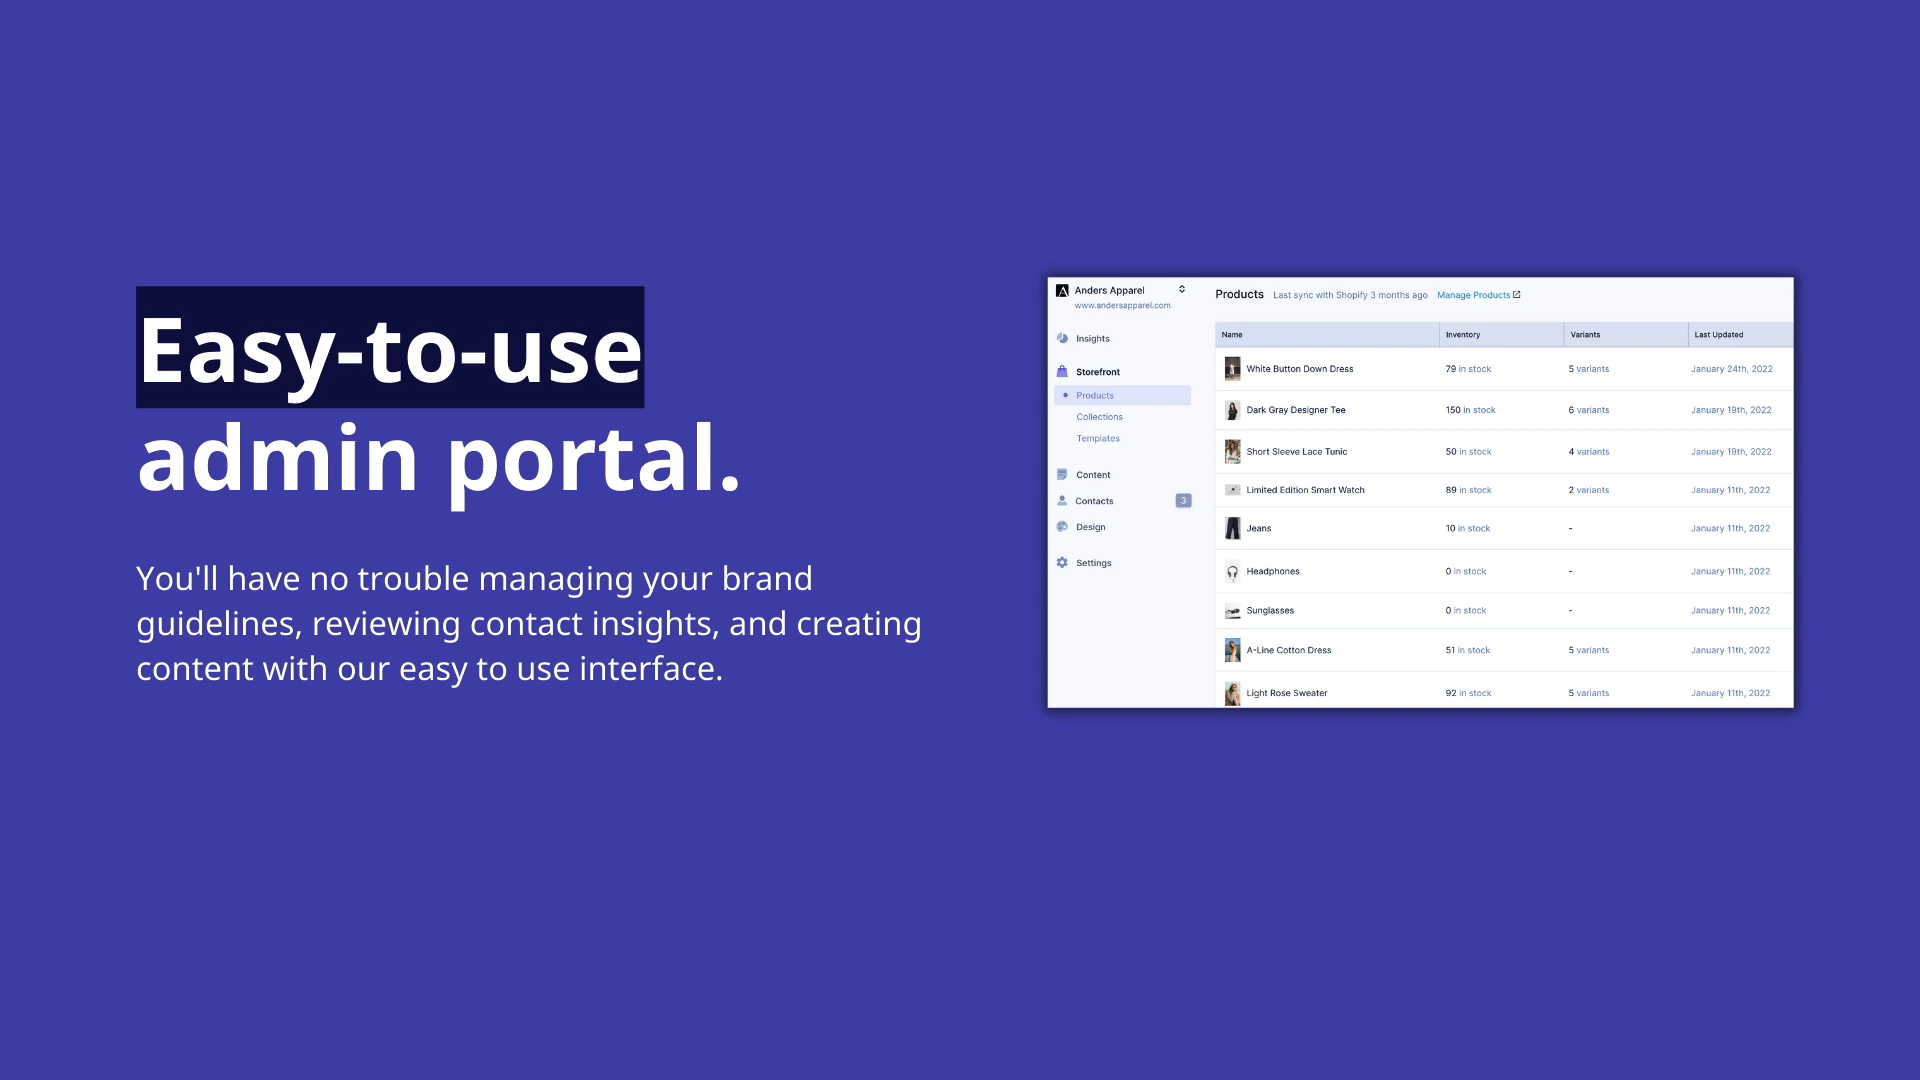 Easy-to-use
admin portal.
You'll have no trouble managing your brand
guidelines, reviewing contact insights, and creating
content with our easy to use interface.
Anders Apparel
www.andersapparel.com
Insights
Storefront
Products
Collections
Templates
Content
Contacts 3
Design
Settings
Products Last sync with Shopify 3 months ago Manage Products
Name Inventory Variants Last Updated
White Button Down Dress 79 in stock 5 variants January 24th, 2022
Dark Gray Designer Tee 150 in stock 6 variants January 19th, 2022
Short Sleeve Lace Tunic 50 in stock 4 variants January 19th, 2022
Limited Edition Smart Watch 89 in stock 2 variants January 11th, 2022
Jeans 10 in stock - January 11th, 2022
Headphones 0 in stock - January 11th, 2022
Sunglasses 0 in stock - January 11th, 2022
A-Line Cotton Dress 51 in stock 5 variants January 11th, 2022
Light Rose Sweater 92 in stock 5 variants January 11th, 2022